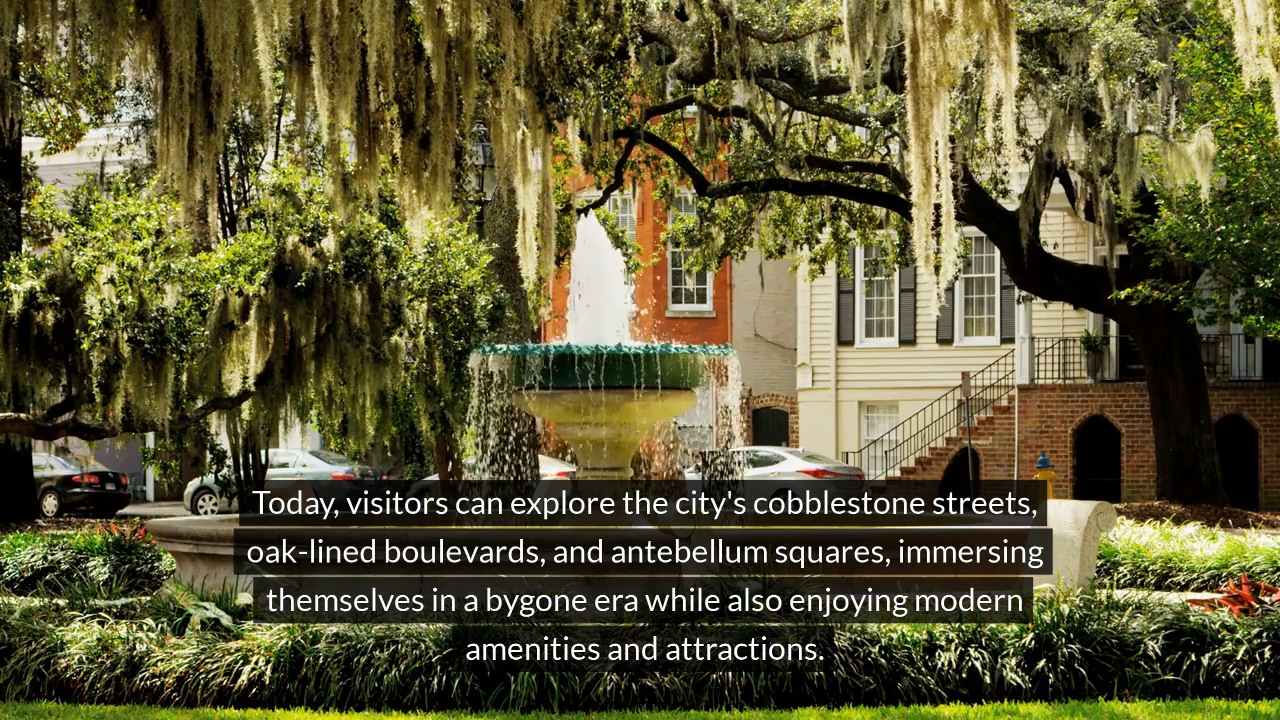 Today, visitors can explore the city's cobblestone streets,
oak-lined boulevards, and antebellum squares, immersing
themselves in a bygone era while also enjoying modern
amenities and attractions.